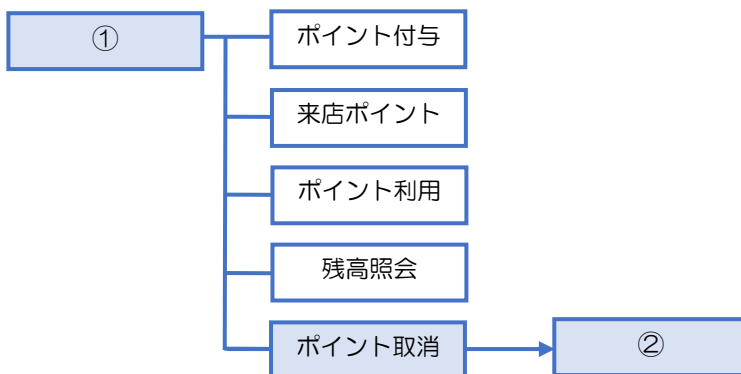 ①
ポイント付与
来店ポイント
ポイント利用
残高照会
ポイント取消
②